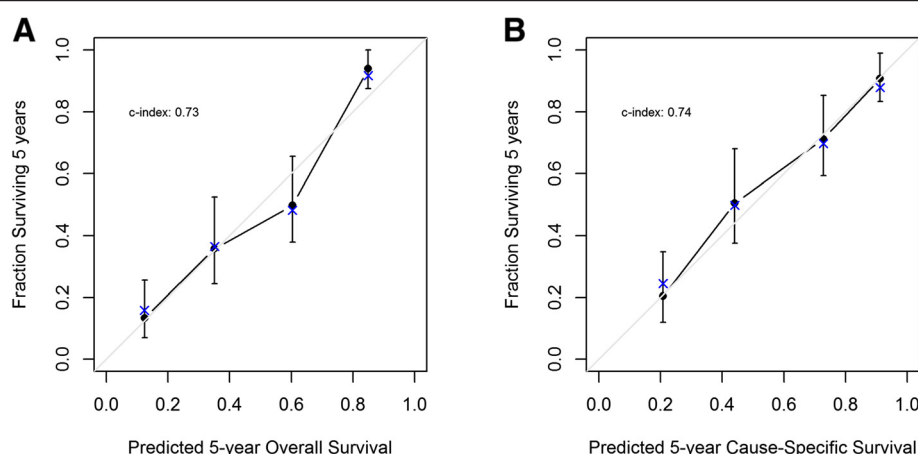 A
B
1.0
0.8
0.6
0.4
0.2
0.0
Fraction Surviving 5 years
c-index: 0.73
0.0 0.2 0.4 0.6 0.8 1.0
Predicted 5-year Overall Survival
1.0
0.8
0.6
0.4
0.2
0.0
Fraction Surviving 5 years
c-index: 0.74
0.0 0.2 0.4 0.6 0.8 1.0
Predicted 5-year Cause-Specific Survival